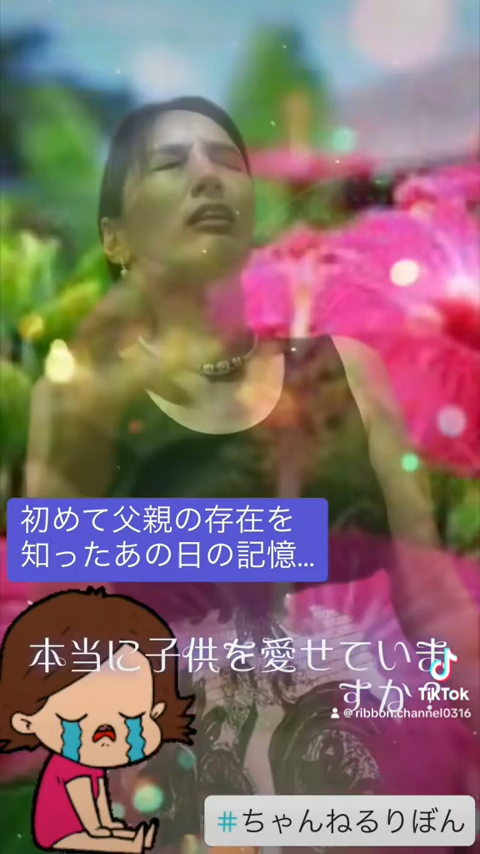 初めて父親の存在を
知ったあの日の記憶...
本当に子供を愛せていま
すか？
TikTok
@ribbon.channel0316
#ちゃんねるりぼん